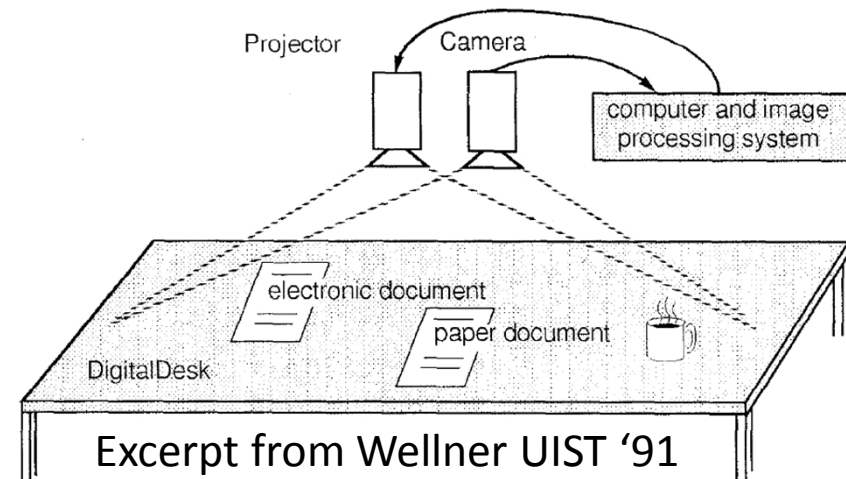 Projector
Camera
computer and image
processing system
electronic document
paper document
DigitalDesk
Excerpt from Wellner UIST ‘91